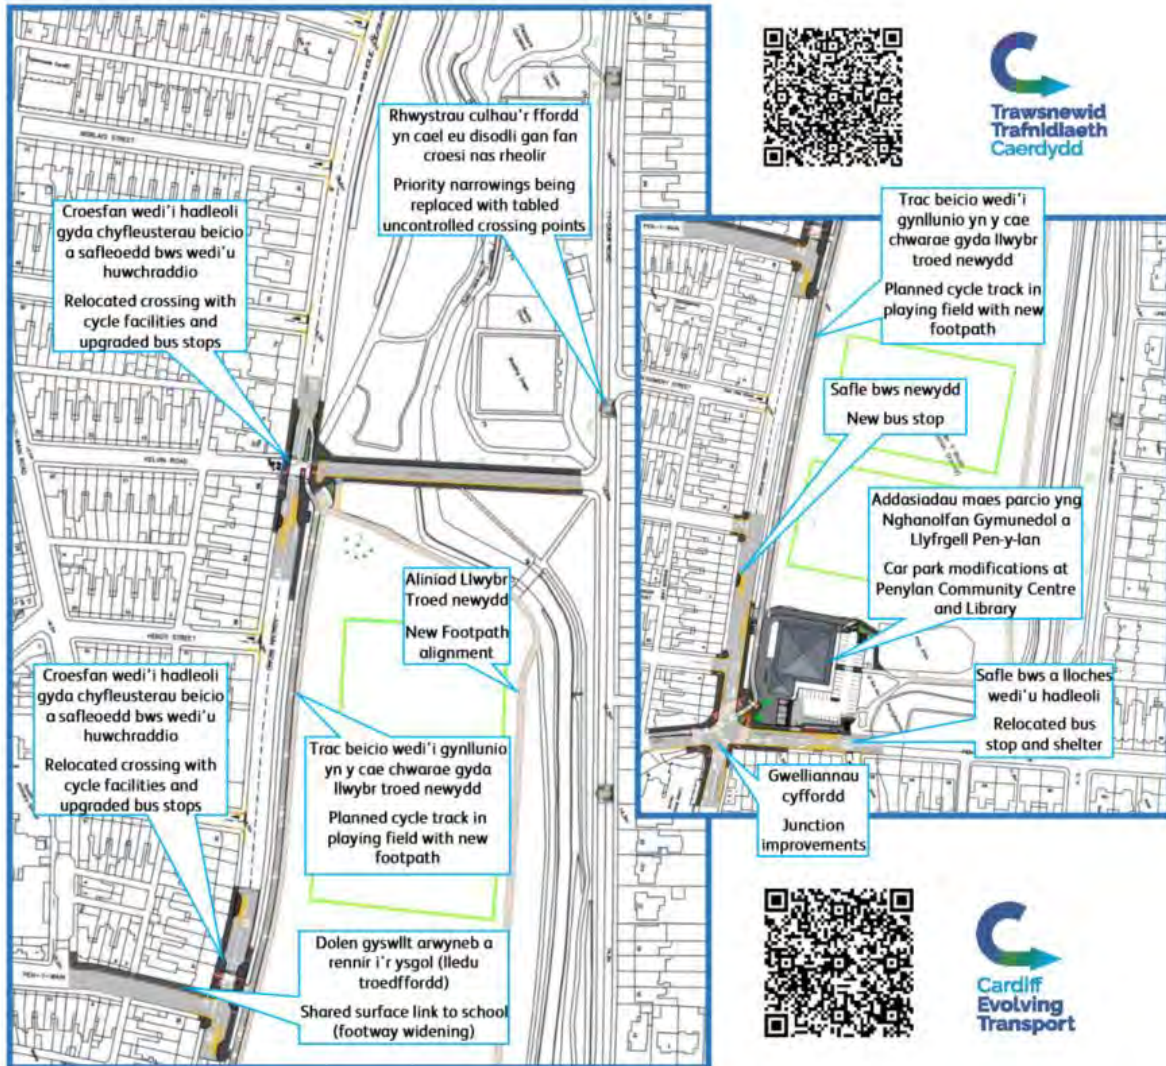 Rhwystrau culhau'r ffordd
yn cael eu disodli gan fan
croesi nas rheolir
Priority narrowings being
replaced with tabled
uncontrolled crossing points
Croesfan wedi'i hadleoli
gyda chyfleusterau beicio
a safleoedd bws wedi'u
huwchraddio
Relocated crossing with
cycle facilities and
upgraded bus stops
KELVIN ROAD
Aliniad Llwybr
Troed newydd
New Footpath
alignment
Croesfan wedi'i hadleoli
gyda chyfleusterau beicio
a safleoedd bws wedi'u
huwchraddio
Relocated crossing with
cycle facilities and
upgraded bus stops
Trac beicio wedi'i gynllunio
yn y cae chwarae gyda
llwybr troed newydd
Planned cycle track in
playing field with new
footpath
Dolen gyswllt arwyneb a
rennir i'r ysgol (lledu
troedffordd)
Shared surface link to school
(footway widening)
PEN-Y-WAIN
Trawsnewid
Trafnidiaeth
Caerdydd
Trac beicio wedi'i
gynllunio yn y cae
chwarae gyda llwybr
troed newydd
Planned cycle track in
playing field with new
footpath
Safle bws newydd
New bus stop
Addasiadau maes parcio yng
Nghanolfan Gymunedol a
Llyfrgell Pen-y-lan
Car park modifications at
Penylan Community Centre
and Library
Safle bws a lloches
wedi'u hadleoli
Relocated bus
stop and shelter
Gwelliannau
cyffordd
Junction
improvements
Cardiff
Evolving
Transport